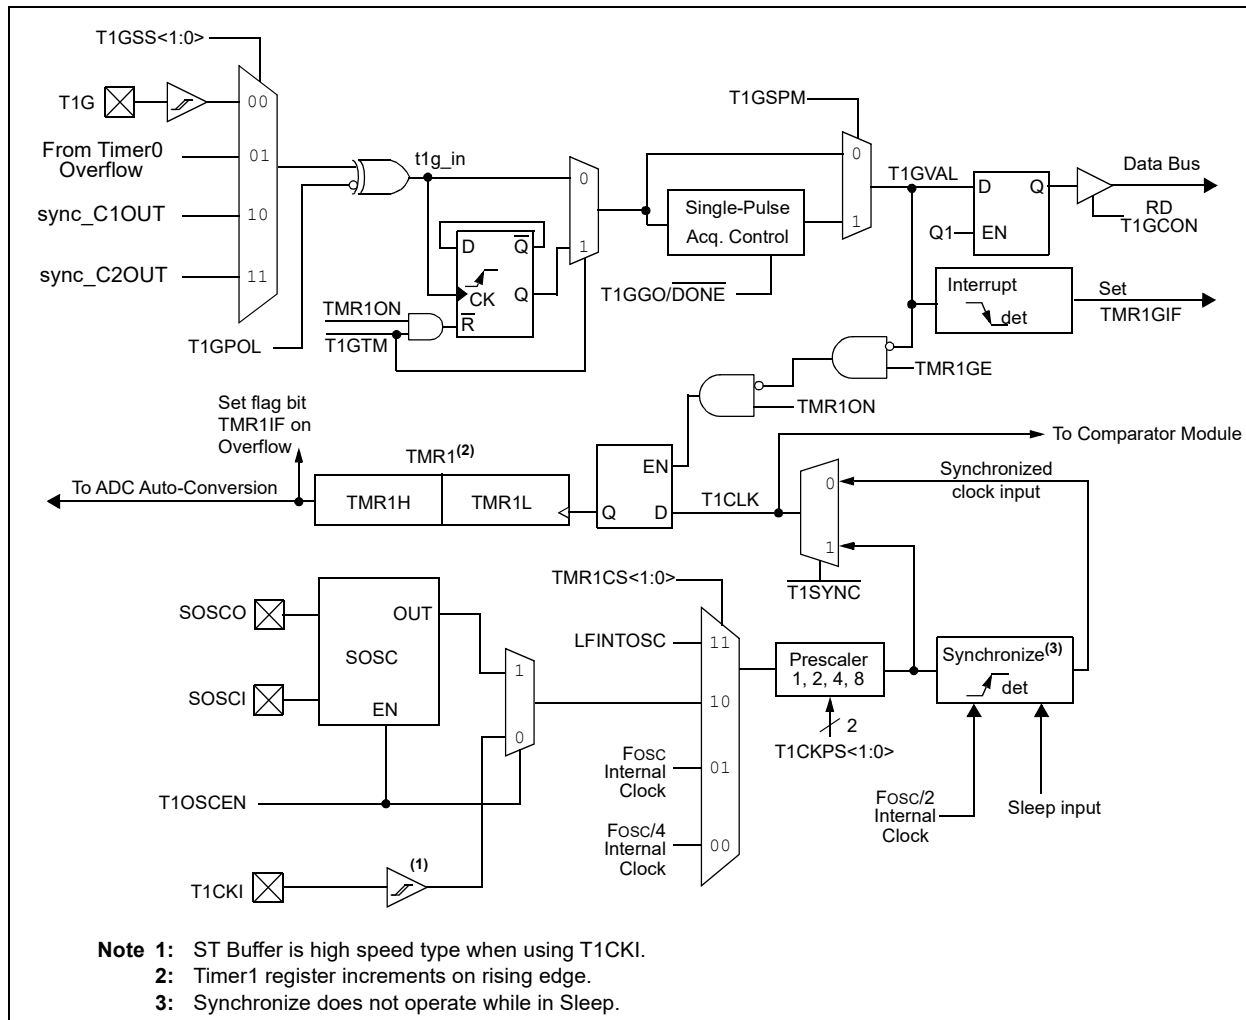 T1GSS<1:0>
T1G
00
T1GSPM
From Timer0
Overflow
01
t1g_in
0
0
T1GVAL
D
Q
Data Bus
sync_C1OUT
10
D
Q
1
Single-Pulse
Acq. Control
1
Q1
EN
RD
T1GCON
sync_C2OUT
11
CK
Q
T1GGO/DONE
Interrupt
det
Set
TMR1GIF
TMR1ON
R
T1GTM
T1GPOL
TMR1GE
Set flag bit
TMR1IF on
Overflow
TMR1ON
To Comparator Module
TMR1(2)
EN
To ADC Auto-Conversion
TMR1H
TMR1L
Q
D
T1CLK
0
Synchronized
clock input
1
T1SYNC
TMR1CS<1:0>
SOSCO
OUT
LFINTOSC
11
Prescaler
1, 2, 4, 8
Synchronize(3)
det
SOSC
1
SOSCI
EN
10
2
T1CKPS<1:0>
0
FOSC
Internal
Clock
01
T1OSCEN
FOSC/2
Internal
Clock
Sleep input
FOSC/4
Internal
Clock
00
T1CKI
(1)
Note 1: ST Buffer is high speed type when using T1CKI.
2: Timer1 register increments on rising edge.
3: Synchronize does not operate while in Sleep.